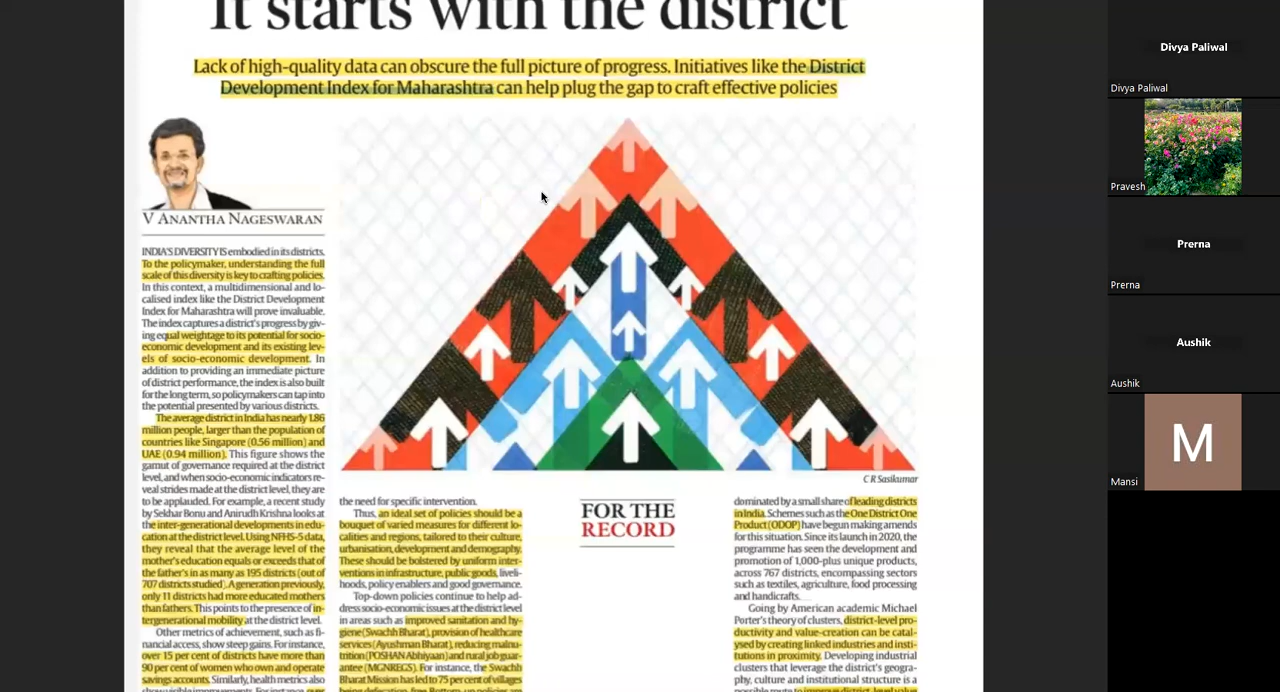 It starts with the district
Lack of high-quality data can obscure the full picture of progress. Initiatives like the District
Development Index for Maharashtra can help plug the gap to craft effective policies
V ANANTHA NAGESWARAN
INDIA'S DIVERSITY IS embodied in its districts.
To the policymaker, understanding the full
scale of this diversity is key to crafting policies.
In this context, a multidimensional and lo-
calised index like the District Development
Index for Maharashtra will prove invaluable.
The index captures a district's progress by giv-
ing equal weightage to its potential for socio-
economic development and its existing lev-
els of socio-economic development. In
addition to providing an immediate picture
of district performance, the index is also built
for the long term, so policymakers can tap into
the potential presented by various districts.
The average district in India has nearly 1.86
million people, larger than the population of
countries like Singapore (0.56 million) and
UAE (0.94 million). This figure shows the
gamut of governance required at the district
level, and when socio-economic indicators re-
veal strides made at the district level, they are
to be applauded. For example, a recent study
by Sekhar Bonu and Anirudh Krishna looks at
the inter-generational developments in edu-
cation at the district level. Using NFHS-5 data,
they reveal that the average level of the
mother's education equals or exceeds that of
the father's in as many as 195 districts (out of
707 districts studied). A generation previously,
only 11 districts had more educated mothers
than fathers. This points to the presence of in-
tergenerational mobility at the district level.
Other metrics of achievement, such as fi-
nancial access, show steep gains. For instance,
over 15 per cent of districts have more than
90 per cent of women who own and operate
savings accounts. Similarly, health metrics also
show visible improvements. For instance, over
C R Sasikumar
the need for specific intervention.
Thus, an ideal set of policies should be a
bouquet of varied measures for different lo-
calities and regions, tailored to their culture,
urbanisation, development and demography.
These should be bolstered by uniform inter-
ventions in infrastructure, public goods, liveli-
hoods, policy enablers and good governance.
Top-down policies continue to help ad-
dress socio-economic issues at the district level
in areas such as improved sanitation and hy-
giene (Swachh Bharat), provision of healthcare
services (Ayushman Bharat), reducing malnu-
trition (POSHAN Abhiyaan) and rural job guar-
antee (MGNREGS). For instance, the Swachh
Bharat Mission has led to 75 per cent of villages
being defecation-free. Bottom-up policies are
FOR THE
RECORD
dominated by a small share of leading districts
in India. Schemes such as the One District One
Product (ODOP) have begun making amends
for this situation. Since its launch in 2020, the
programme has seen the development and
promotion of 1,000-plus unique products,
across 767 districts, encompassing sectors
such as textiles, agriculture, food processing
and handicrafts.
Going by American academic Michael
Porter's theory of clusters, district-level pro-
ductivity and value-creation can be catal-
ysed by creating linked industries and insti-
tutions in proximity. Developing industrial
clusters that leverage the district's geogra-
phy, culture and institutional structure is a
possible route to improve district-level value
Divya Paliwal
Divya Paliwal
Pravesh
Prerna
Prerna
Aushik
Aushik
M
Mansi